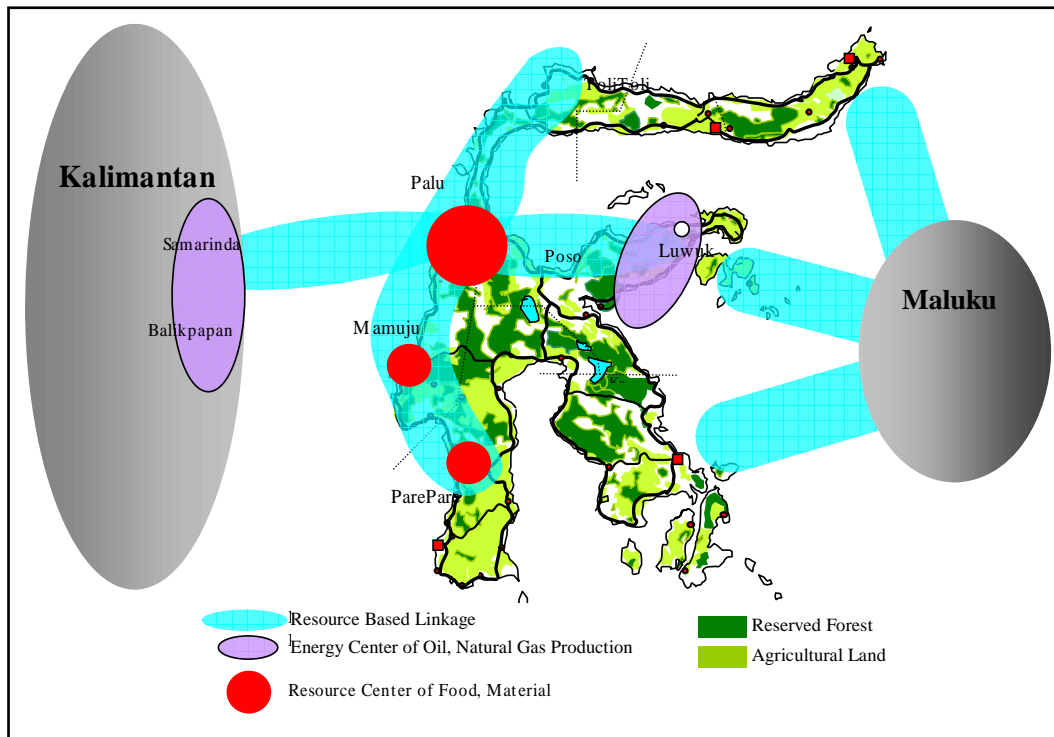 ToliToli
Kalimantan
Palu
Samarinda
Poso
Luwuk
Maluku
Balikpapan
Mamuju
ParePare
Resource Based Linkage
Energy Center of Oil, Natural Gas Production
Resource Center of Food, Material
Reserved Forest
Agricultural Land